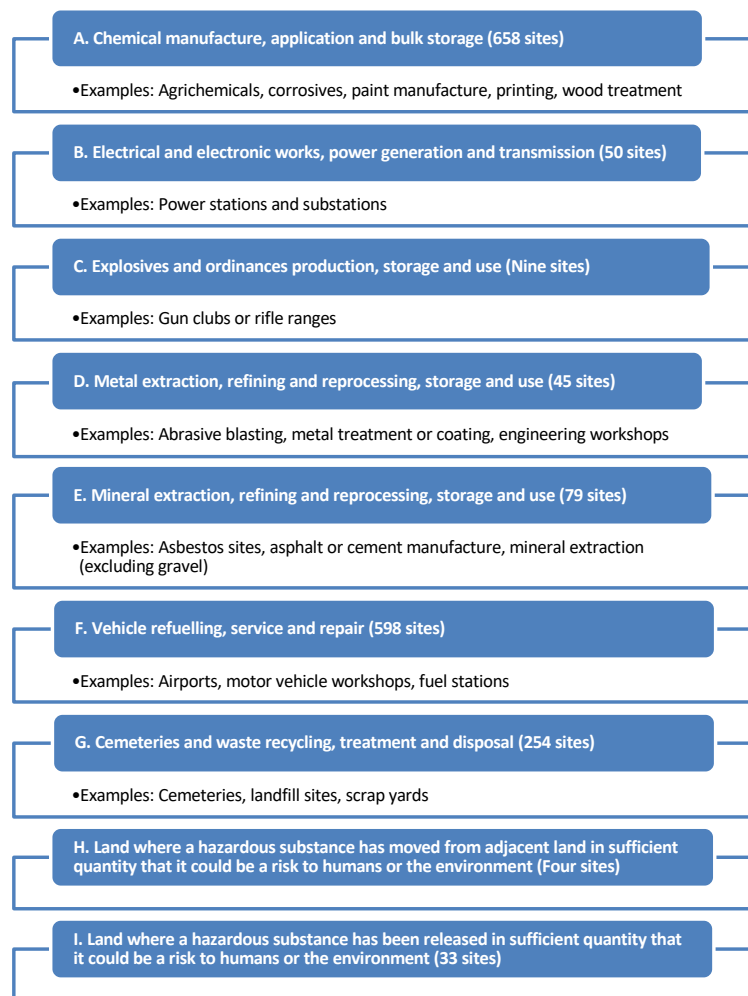 A. Chemical manufacture, application and bulk storage (658 sites)
•Examples: Agrichemicals, corrosives, paint manufacture, printing, wood treatment
B. Electrical and electronic works, power generation and transmission (50 sites)
•Examples: Power stations and substations
C. Explosives and ordinances production, storage and use (Nine sites)
•Examples: Gun clubs or rifle ranges
D. Metal extraction, refining and reprocessing, storage and use (45 sites)
•Examples: Abrasive blasting, metal treatment or coating, engineering workshops
E. Mineral extraction, refining and reprocessing, storage and use (79 sites)
•Examples: Asbestos sites, asphalt or cement manufacture, mineral extraction
(excluding gravel)
F. Vehicle refuelling, service and repair (598 sites)
•Examples: Airports, motor vehicle workshops, fuel stations
G. Cemeteries and waste recycling, treatment and disposal (254 sites)
•Examples: Cemeteries, landfill sites, scrap yards
H. Land where a hazardous substance has moved from adjacent land in sufficient
quantity that it could be a risk to humans or the environment (Four sites)
I. Land where a hazardous substance has been released in sufficient quantity that
it could be a risk to humans or the environment (33 sites)